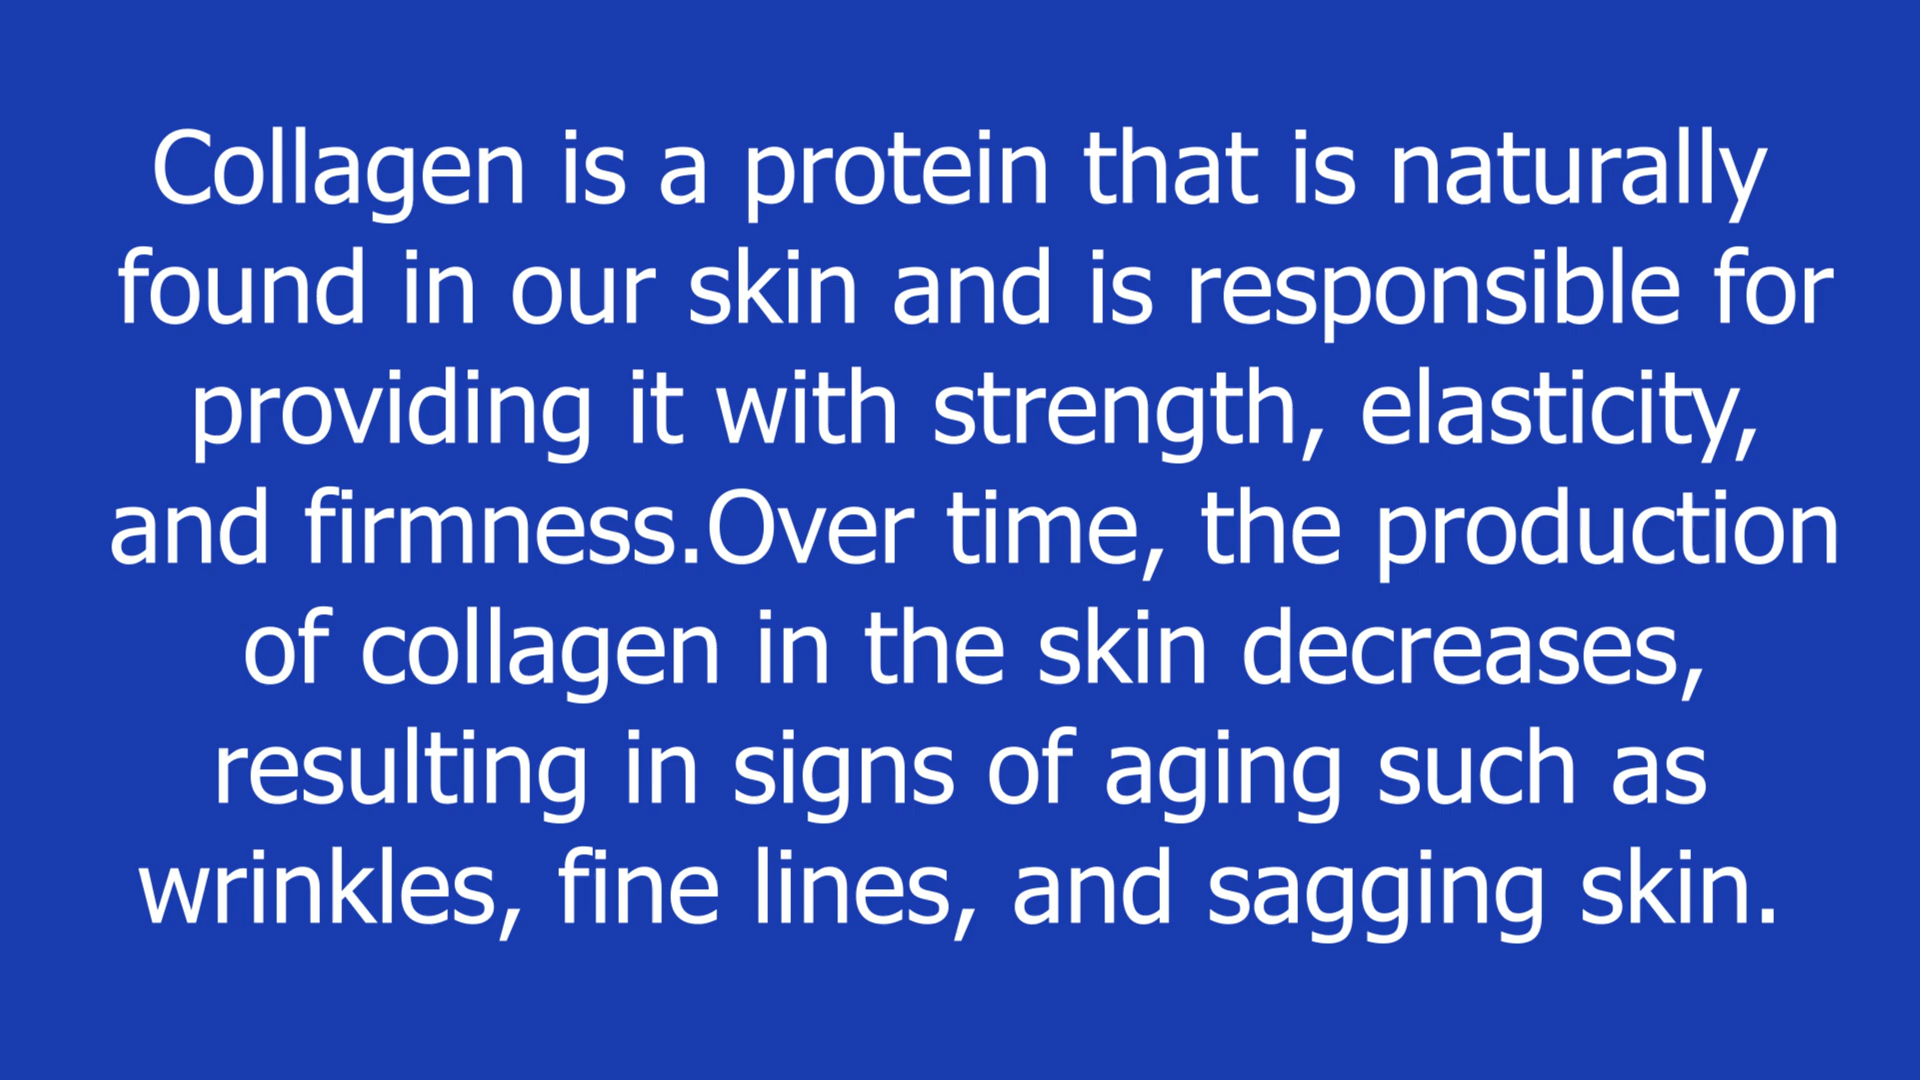 Collagen is a protein that is naturally
found in our skin and is responsible for
providing it with strength, elasticity,
and firmness.Over time, the production
of collagen in the skin decreases,
resulting in signs of aging such as
wrinkles, fine lines, and sagging skin.